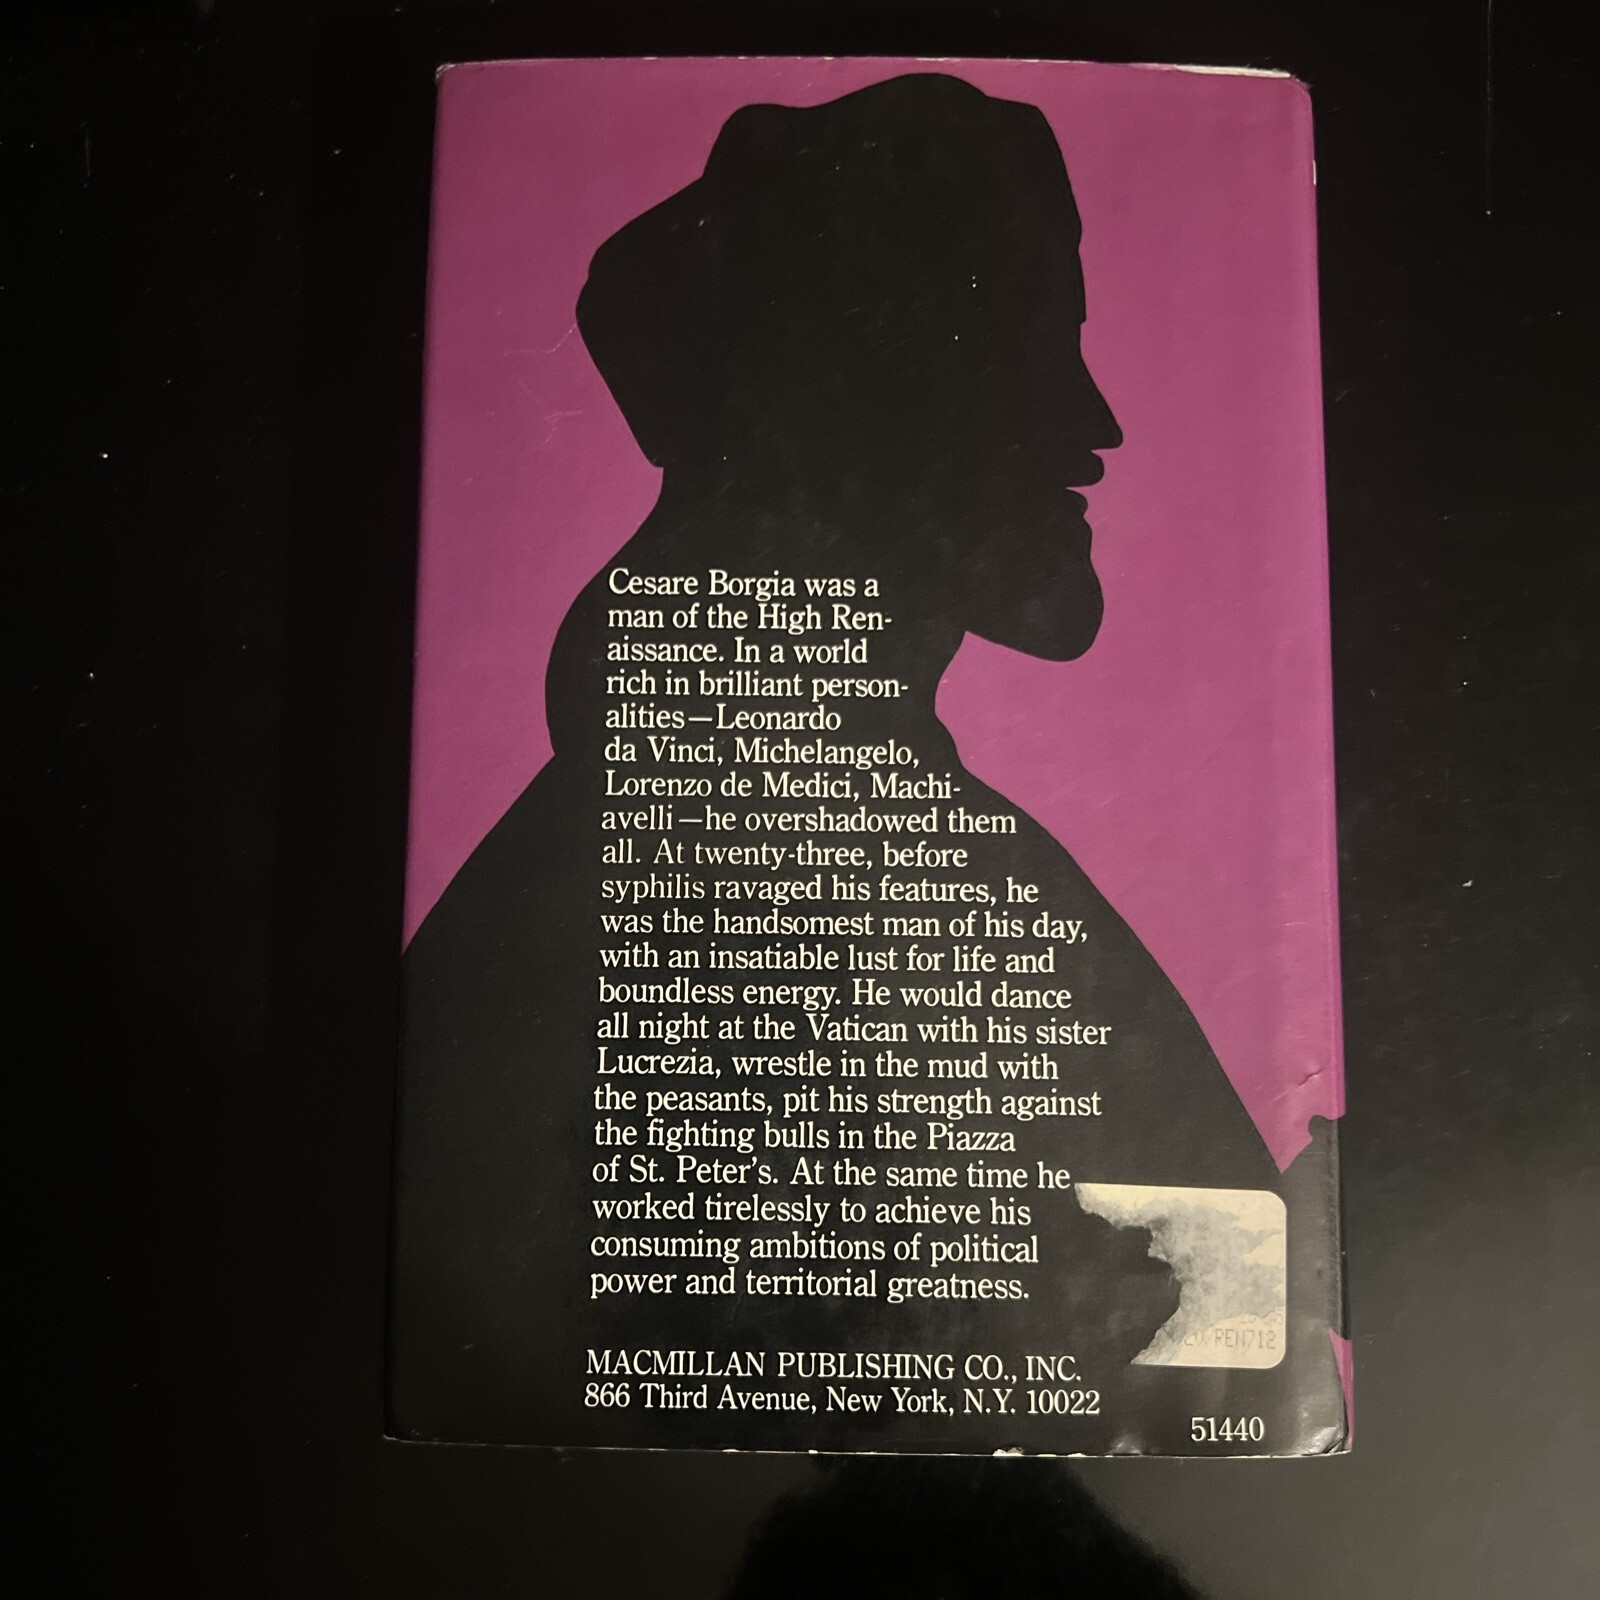 Cesare Borgia was a
man of the High Ren-
aissance. In a world
rich in brilliant person-
alities—Leonardo
da Vinci, Michelangelo,
Lorenzo de Medici, Machi-
avelli—he overshadowed them
all. At twenty-three, before
syphilis ravaged his features, he
was the handsomest man of his day,
with an insatiable lust for life and
boundless energy. He would dance
all night at the Vatican with his sister
Lucrezia, wrestle in the mud with
the peasants, pit his strength against
the fighting bulls in the Piazza
of St. Peter's. At the same time he
worked tirelessly to achieve his
consuming ambitions of political
power and territorial greatness.
MACMILLAN PUBLISHING CO., INC.
866 Third Avenue, New York, N.Y. 10022
51440